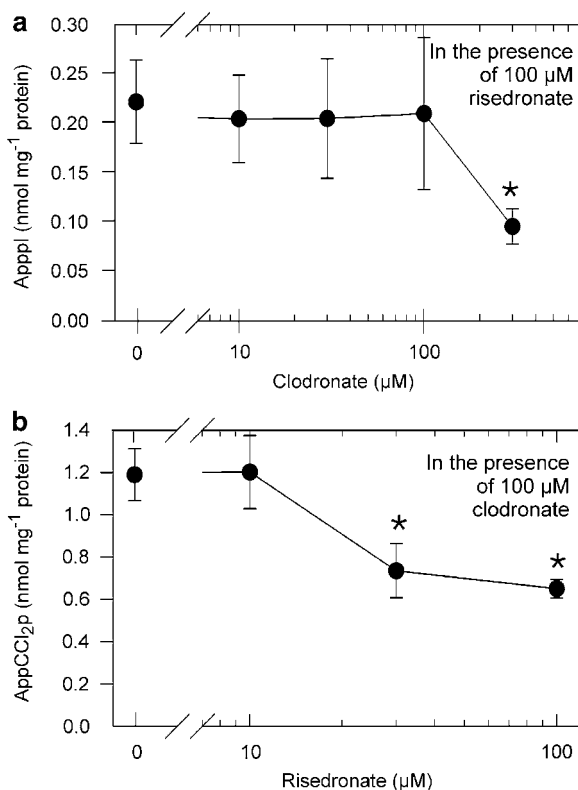 a
In the presence
of 100 µM
risedronate
ApppI (nmol mg⁻¹ protein)
0.30
0.25
0.20
0.15
0.10
0.05
0.00
*
0
10
100
Clodronate (µM)
b
In the presence
of 100 µM
clodronate
AppCCl₂p (nmol mg⁻¹ protein)
1.4
1.2
1.0
0.8
0.6
0.4
0.2
0.0
*
*
0
10
100
Risedronate (µM)